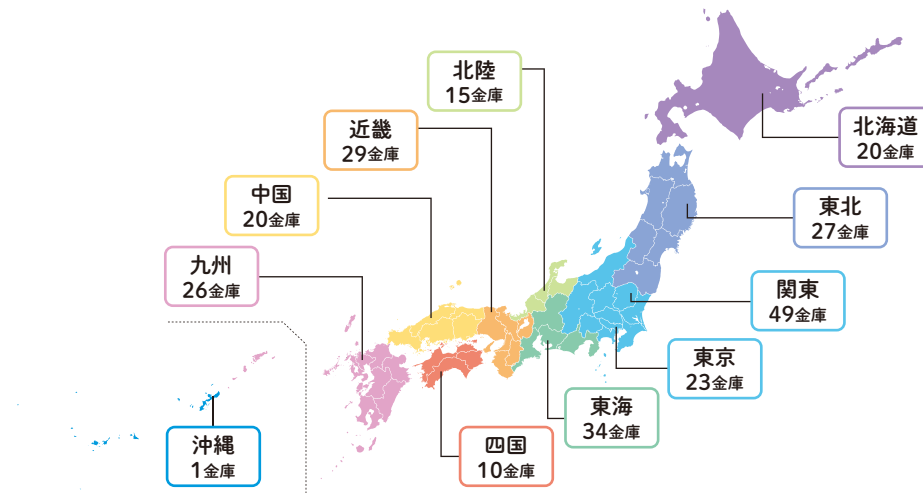 北陸
15金庫
近畿
29金庫
中国
20金庫
九州
26金庫
北海道
20金庫
東北
27金庫
関東
49金庫
東京
23金庫
東海
34金庫
四国
10金庫
沖縄
1金庫